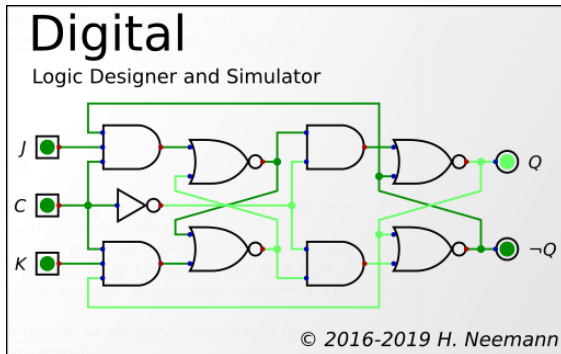 Digital
Logic Designer and Simulator
J
Q
C
K
¬Q
© 2016-2019 H. Neemann